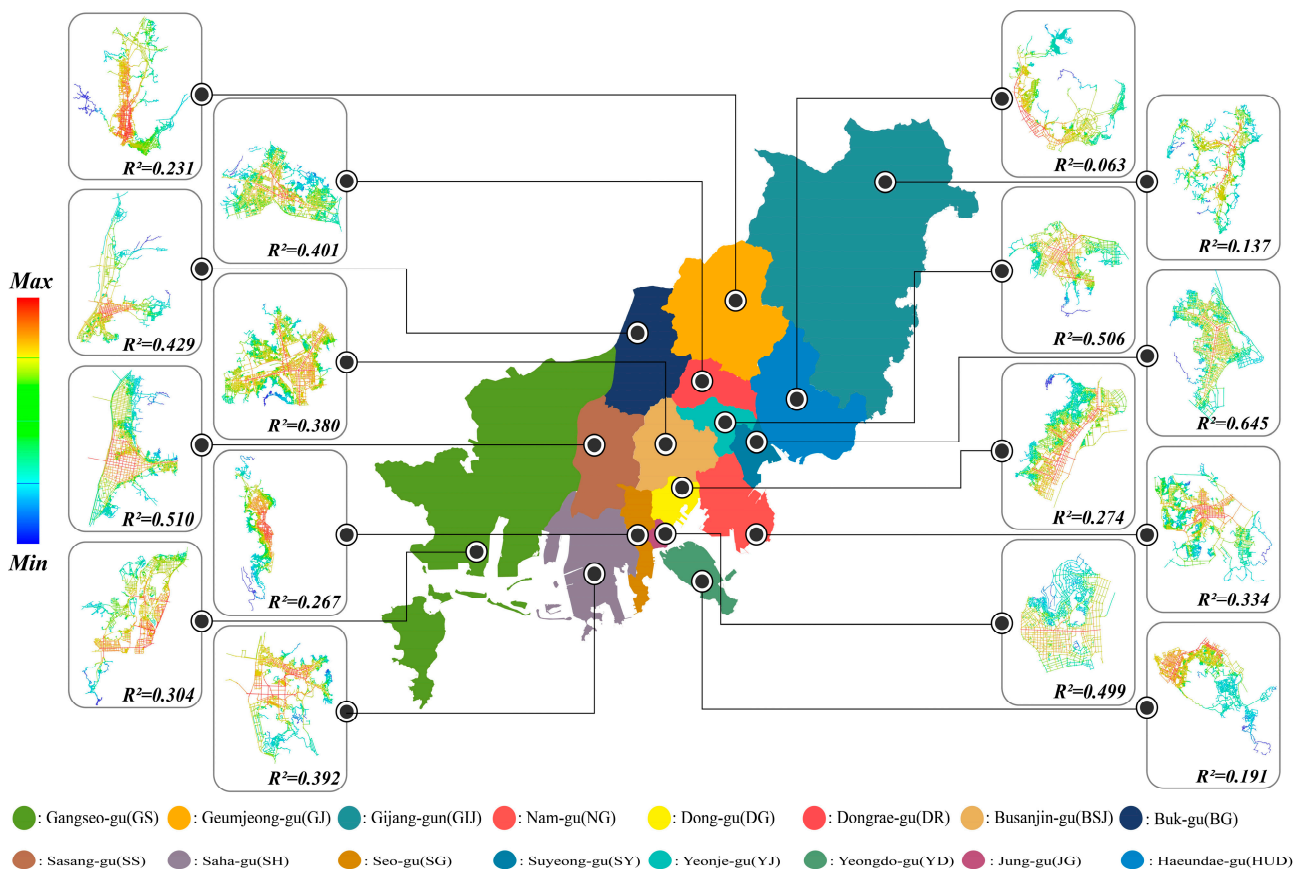 R²=0.231
R²=0.401
R²=0.429
R²=0.380
R²=0.510
R²=0.267
R²=0.304
R²=0.392
Max
Min
R²=0.063
R²=0.137
R²=0.506
R²=0.645
R²=0.274
R²=0.334
R²=0.499
R²=0.191
: Gangseo-gu(GS) : Geumjeong-gu(GJ) : Gijang-gun(GIJ) : Nam-gu(NG) : Dong-gu(DG) : Dongrae-gu(DR) : Busanjin-gu(BSJ) : Buk-gu(BG)
: Sasang-gu(SS) : Saha-gu(SH) : Seo-gu(SG) : Suyeong-gu(SY) : Yeonje-gu(YJ) : Yeongdo-gu(YD) : Jung-gu(JG) : Haeundae-gu(HUD)